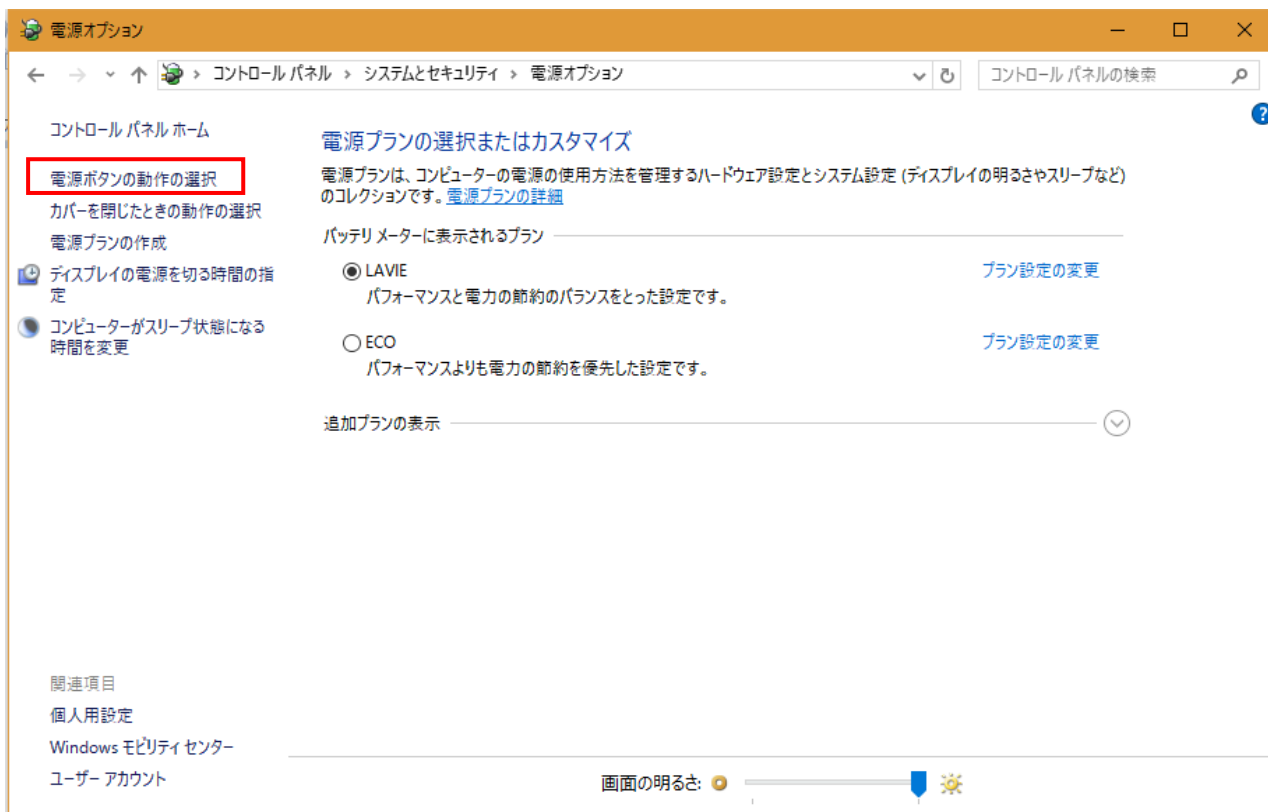 電源オプション
コントロール パネル › システムとセキュリティ › 電源オプション
コントロール パネルの検索
コントロール パネル ホーム
電源ボタンの動作の選択
カバーを閉じたときの動作の選択
電源プランの作成
ディスプレイの電源を切る時間の指
定
コンピューターがスリープ状態になる
時間を変更
電源プランの選択またはカスタマイズ
電源プランは、コンピューターの電源の使用方法を管理するハードウェア設定とシステム設定 (ディスプレイの明るさやスリープなど)
のコレクションです。電源プランの詳細
バッテリ メーターに表示されるプラン
LAVIE
プラン設定の変更
パフォーマンスと電力の節約のバランスをとった設定です。
ECO
プラン設定の変更
パフォーマンスよりも電力の節約を優先した設定です。
追加プランの表示
関連項目
個人用設定
Windows モビリティ センター
ユーザー アカウント
画面の明るさ: